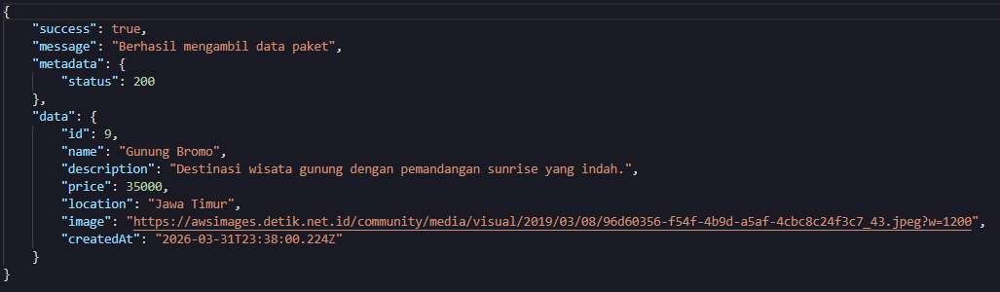 {
    "success": true,
    "message": "Berhasil mengambil data paket",
    "metadata": {
        "status": 200
    },
    "data": {
        "id": 9,
        "name": "Gunung Bromo",
        "description": "Destinasi wisata gunung dengan pemandangan sunrise yang indah.",
        "price": 35000,
        "location": "Jawa Timur",
        "image": "https://awsimages.detik.net.id/community/media/visual/2019/03/08/96d60356-f54f-4b9d-a5af-4cbc8c24f3c7_43.jpeg?w=1200",
        "createdAt": "2026-03-31T23:38:00.224Z"
    }
}